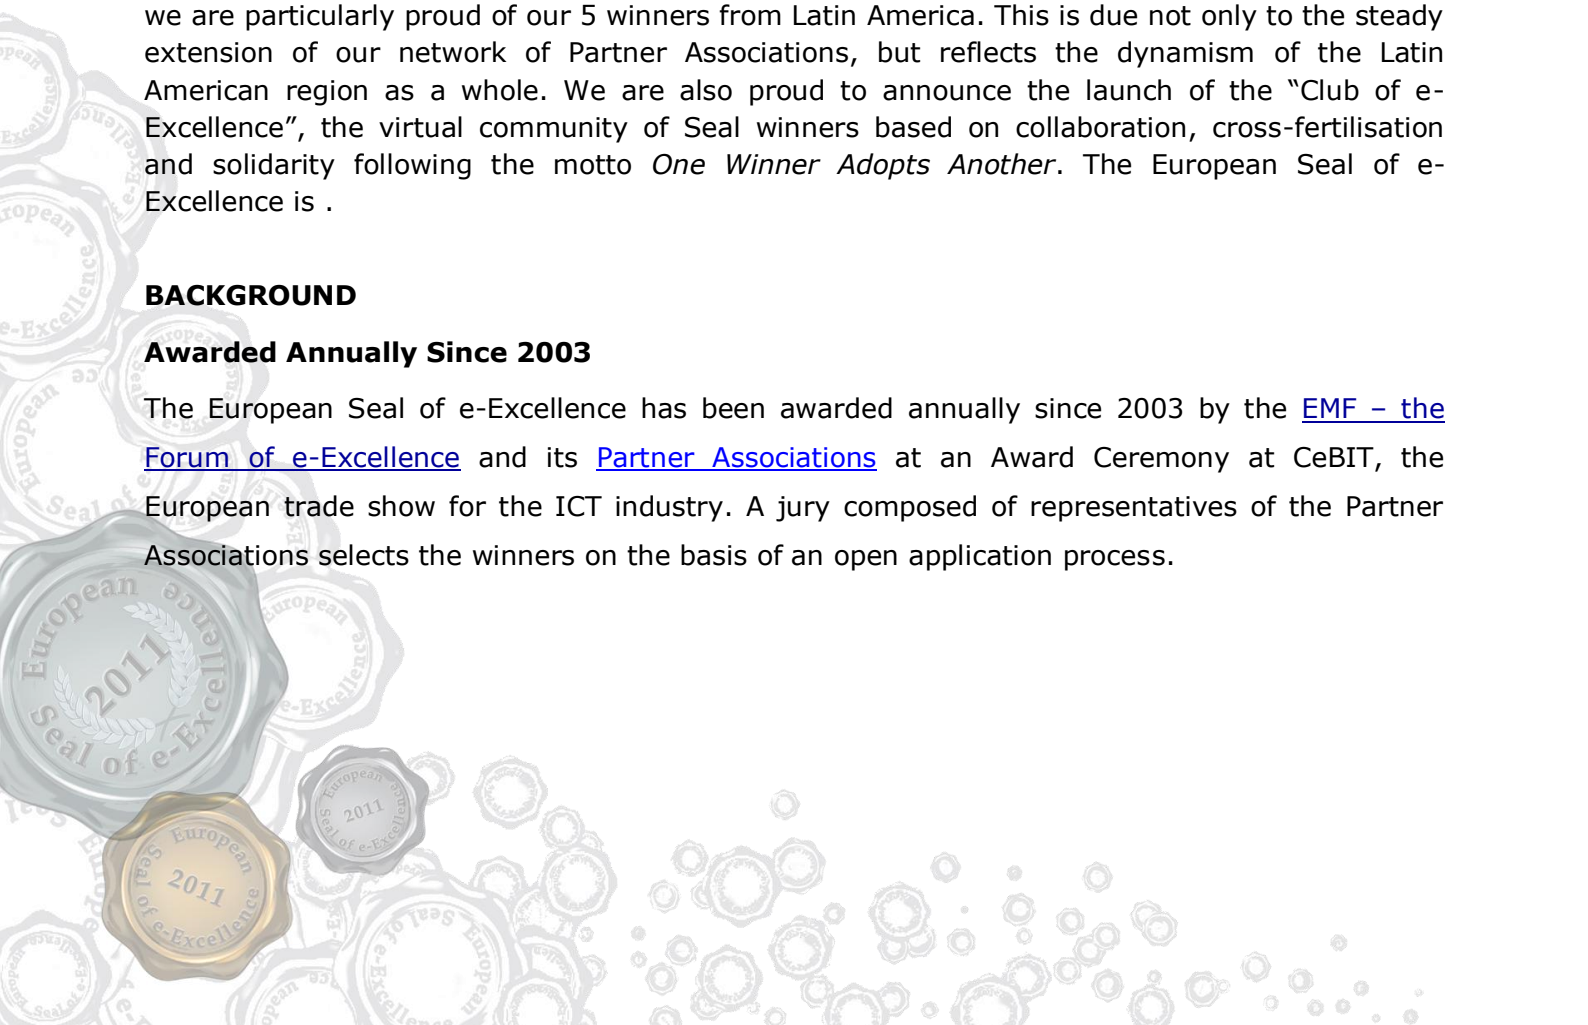 we are particularly proud of our 5 winners from Latin America. This is due not only to the steady
extension of our network of Partner Associations, but reflects the dynamism of the Latin
American region as a whole. We are also proud to announce the launch of the “Club of e-
Excellence”, the virtual community of Seal winners based on collaboration, cross-fertilisation
and solidarity following the motto One Winner Adopts Another. The European Seal of e-
Excellence is .
BACKGROUND
Awarded Annually Since 2003
The European Seal of e-Excellence has been awarded annually since 2003 by the EMF – the
Forum of e-Excellence and its Partner Associations at an Award Ceremony at CeBIT, the
European trade show for the ICT industry. A jury composed of representatives of the Partner
Associations selects the winners on the basis of an open application process.
European Seal of e-Excellence
2011
European Seal of e-Excellence
2011
European Seal of e-Excellence
2011